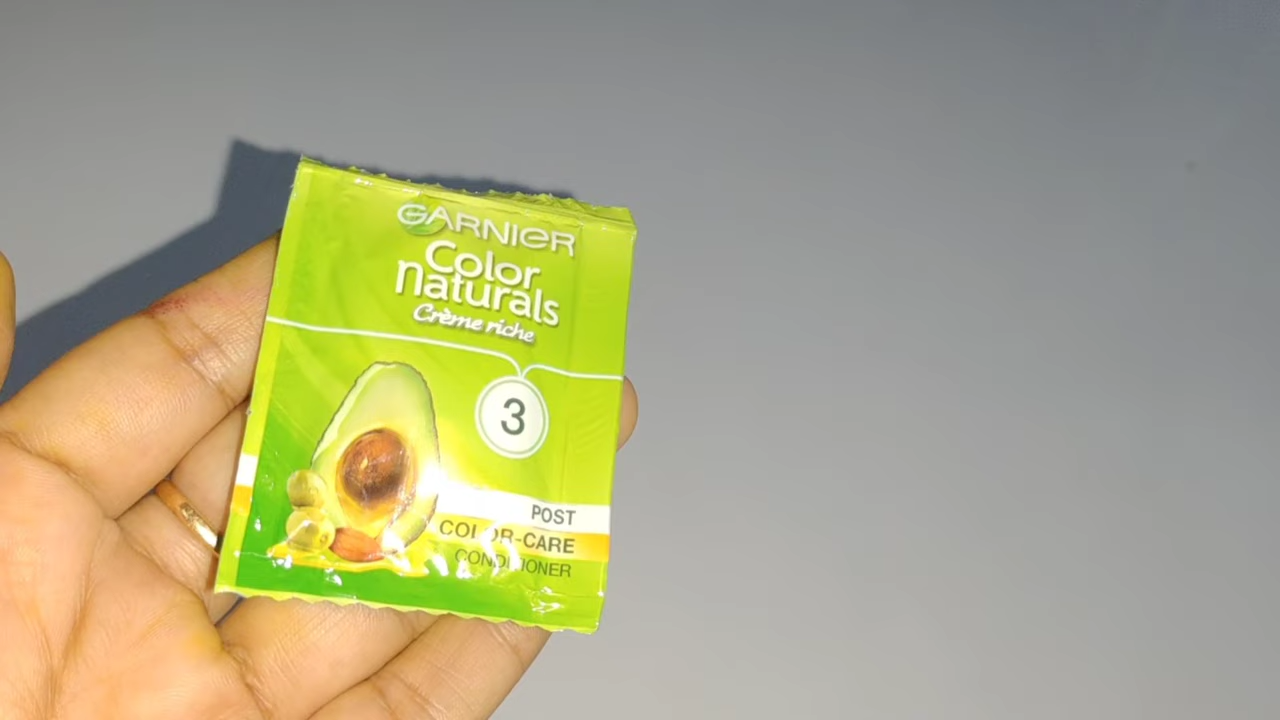 GARNIER
Color
naturals
Crème riche
3
POST
COLOR-CARE
CONDITIONER